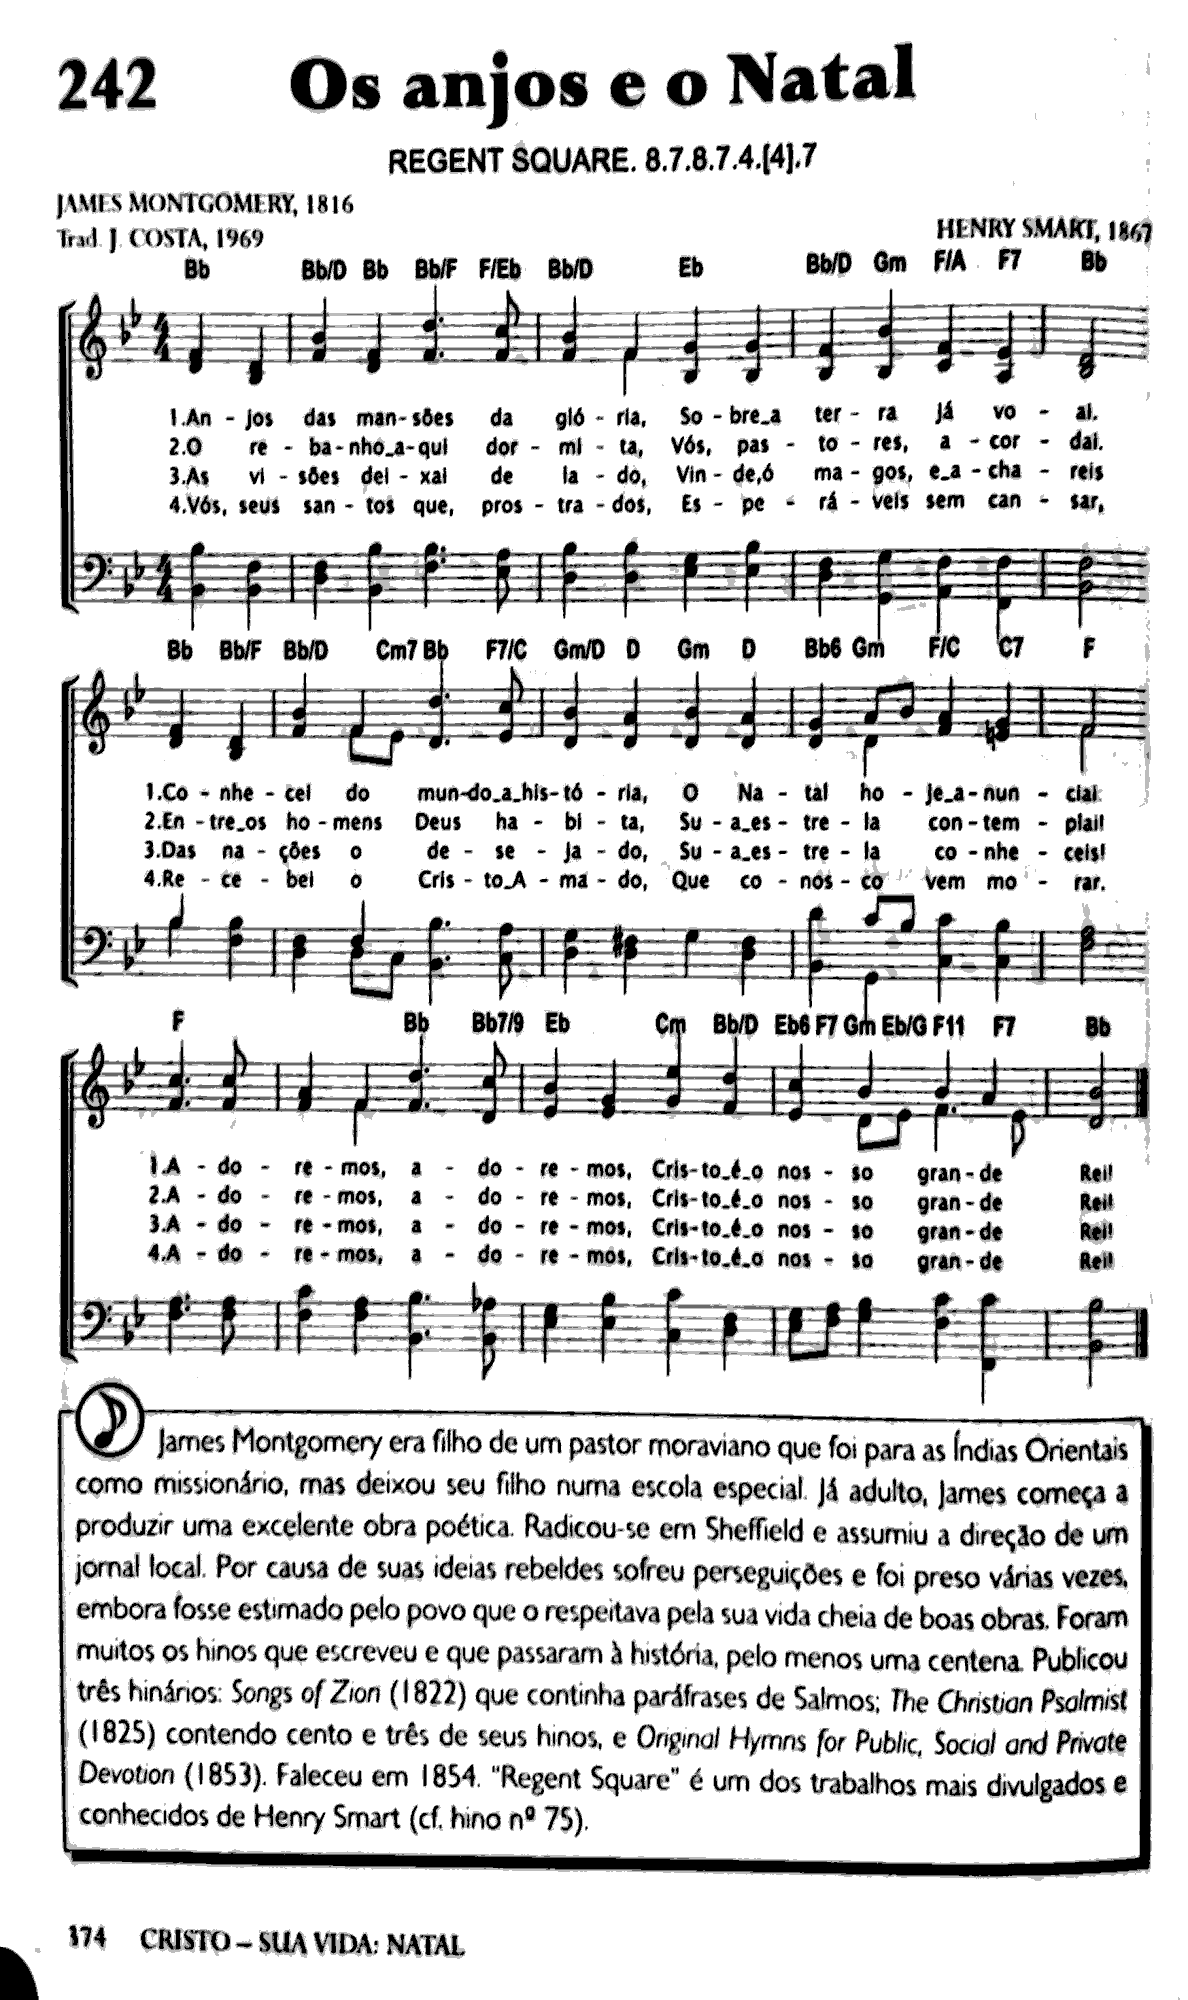 242 Os anjos e o Natal
REGENT SQUARE. 8.7.8.7.4.[4].7
JAMES MONTGOMERY, 1816
Trad. J. COSTA, 1969
HENRY SMART, 1867
Bb Bb/D Bb Bb/F F/Eb Bb/D Eb Bb/D Gm F/A F7 Bb
1.An - jos das man-sões da gló - ria, So - bre_a ter - ra já vo - ai.
2.O re - ba-nho_a-qui dor - mi - ta, Vós, pas - to - res, a - cor - dai.
3.As vi - sões dei - xai de la - do, Vin - de,ó ma - gos, e_a - cha - reis
4.Vós, seus san - tos que, pros - tra - dos, Es - pe - rá - veis sem can - sar,
Bb Bb/F Bb/D Cm7 Bb F7/C Gm/D D Gm D Bb6 Gm F/C C7 F
1.Co - nhe - cei do mun-do_a_his-tó - ria, O Na - tal ho - je_a-nun - ciai.
2.En - tre_os ho - mens Deus ha - bi - ta, Su - a_es - tre - la con - tem - plai!
3.Das na - ções o de - se - ja - do, Su - a_es - tre - la co - nhe - ceis!
4.Re - ce - bei o Cris - to_A - ma - do, Que co - nos - co vem mo - rar.
F Bb Bb7/9 Eb Cm Bb/D Eb6 F7 Gm Eb/G F11 F7 Bb
1.A - do - re - mos, a - do - re - mos, Cris-to_é_o nos - so gran-de Rei!
2.A - do - re - mos, a - do - re - mos, Cris-to_é_o nos - so gran-de Rei!
3.A - do - re - mos, a - do - re - mos, Cris-to_é_o nos - so gran-de Rei!
4.A - do - re - mos, a - do - re - mos, Cris-to_é_o nos - so gran-de Rei!
James Montgomery era filho de um pastor moraviano que foi para as Índias Orientais
como missionário, mas deixou seu filho numa escola especial. Já adulto, James começa a
produzir uma excelente obra poética. Radicou-se em Sheffield e assumiu a direção de um
jornal local. Por causa de suas ideias rebeldes sofreu perseguições e foi preso várias vezes,
embora fosse estimado pelo povo que o respeitava pela sua vida cheia de boas obras. Foram
muitos os hinos que escreveu e que passaram à história, pelo menos uma centena. Publicou
três hinários: Songs of Zion (1822) que continha paráfrases de Salmos; The Christian Psalmist
(1825) contendo cento e três de seus hinos, e Original Hymns for Public, Social and Private
Devotion (1853). Faleceu em 1854. "Regent Square" é um dos trabalhos mais divulgados e
conhecidos de Henry Smart (cf. hino nº 75).
174 CRISTO – SUA VIDA: NATAL